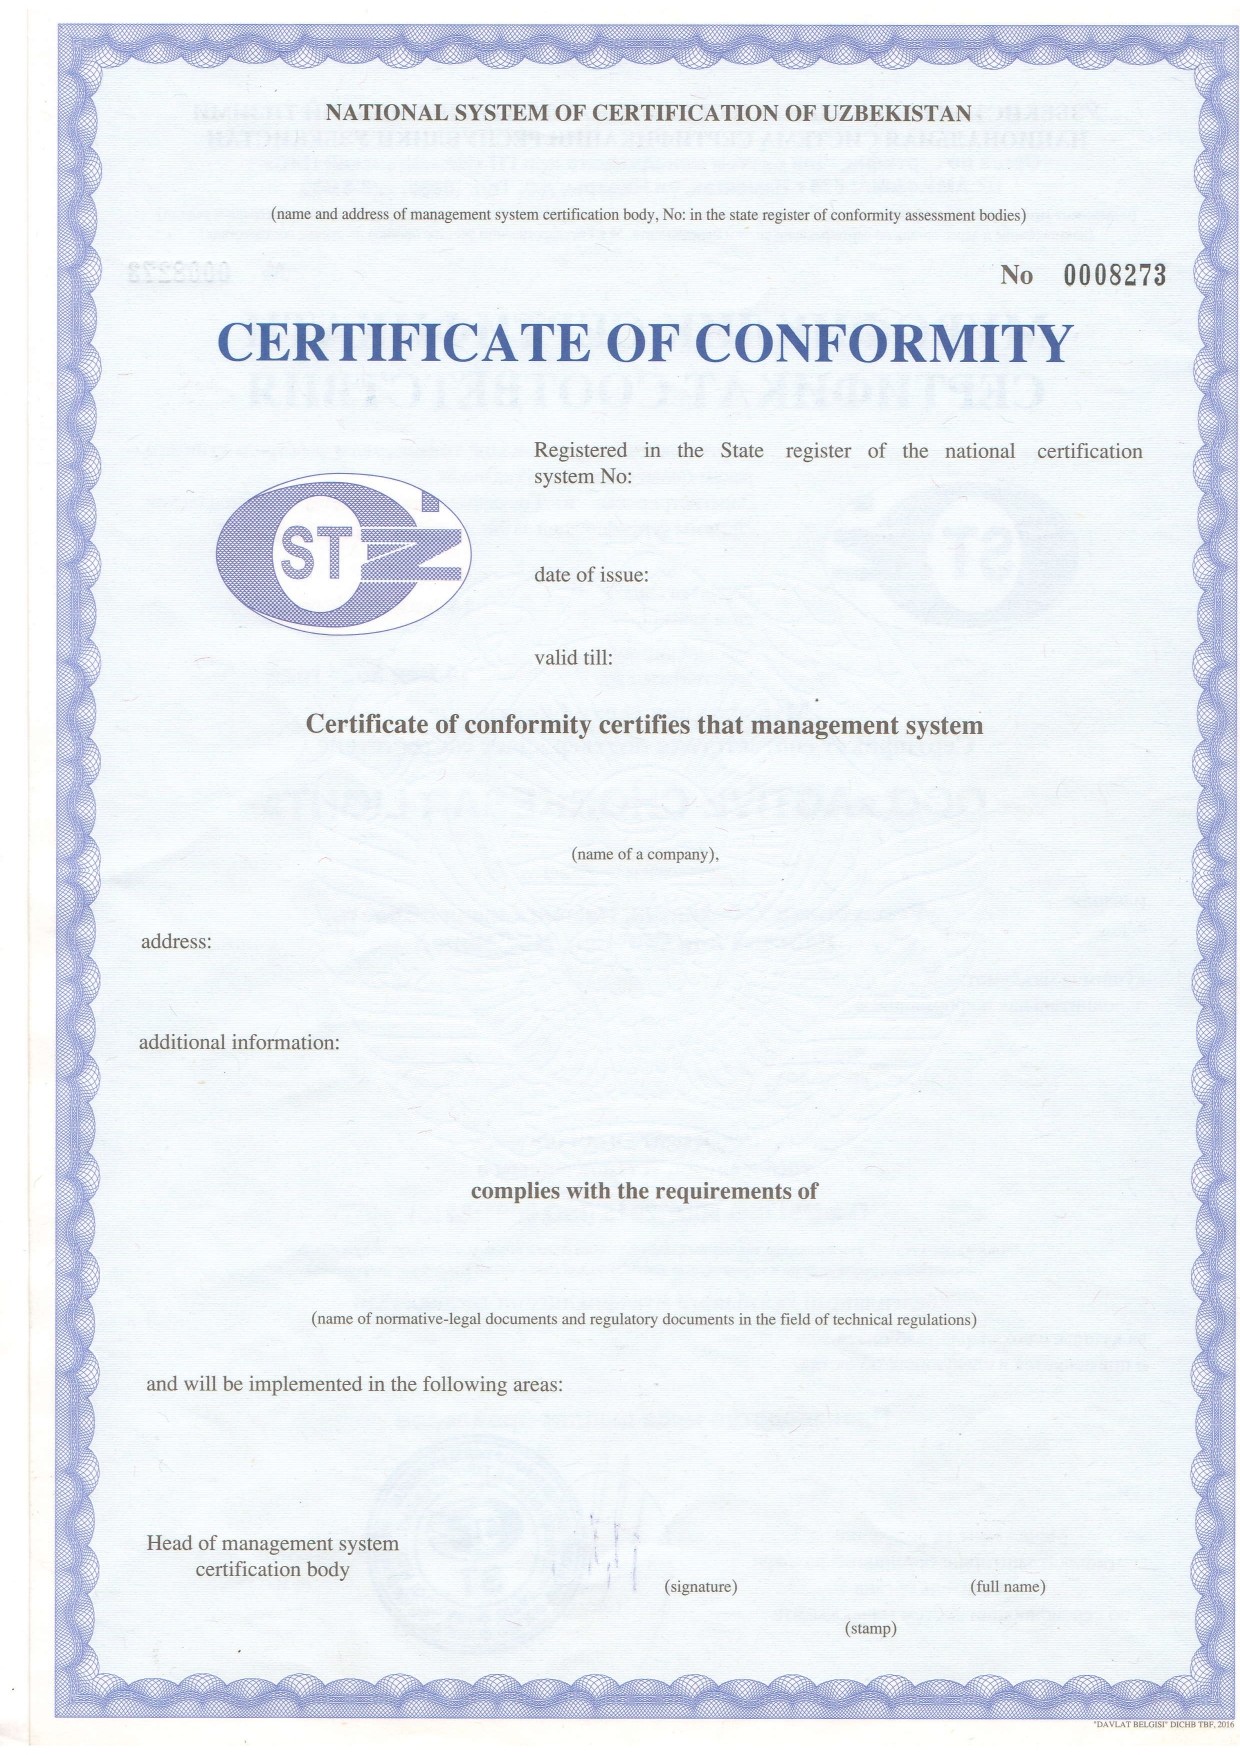 NATIONAL SYSTEM OF CERTIFICATION OF UZBEKISTAN
(name and address of management system certification body, No: in the state register of conformity assessment bodies)
No 0008273
CERTIFICATE OF CONFORMITY
Registered in the State register of the national certification
system No:
ST
date of issue:
valid till:
Certificate of conformity certifies that management system
(name of a company),
address:
additional information:
complies with the requirements of
(name of normative-legal documents and regulatory documents in the field of technical regulations)
and will be implemented in the following areas:
Head of management system
certification body
(signature)
(full name)
(stamp)
"DAVLAT BELGISI" DICHB TBF, 2016